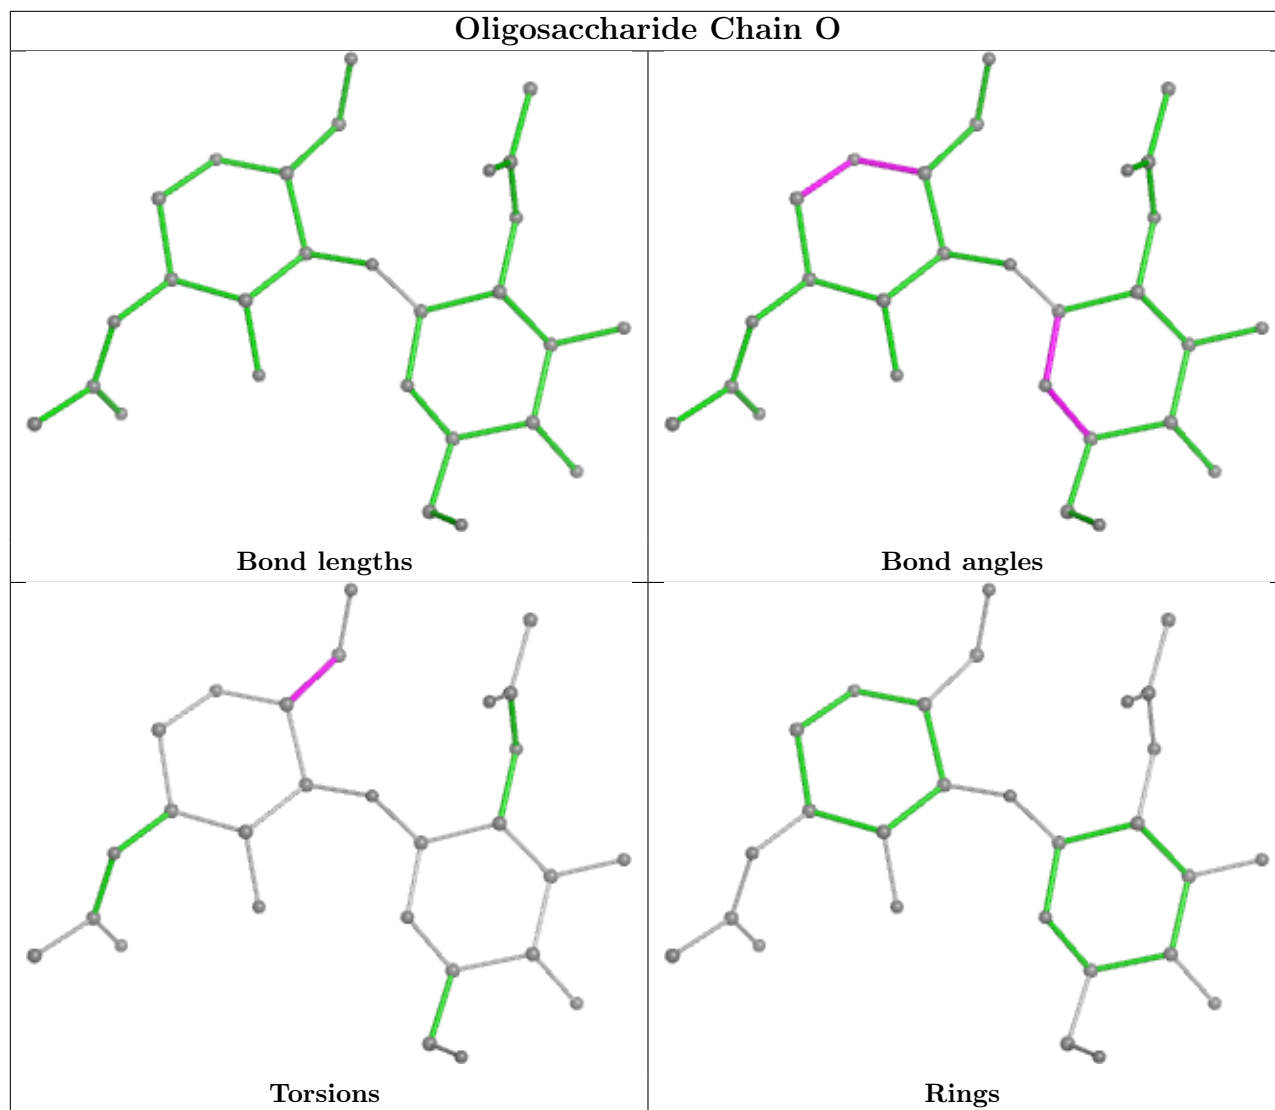 Oligosaccharide Chain O
Bond lengths
Bond angles
Torsions
Rings